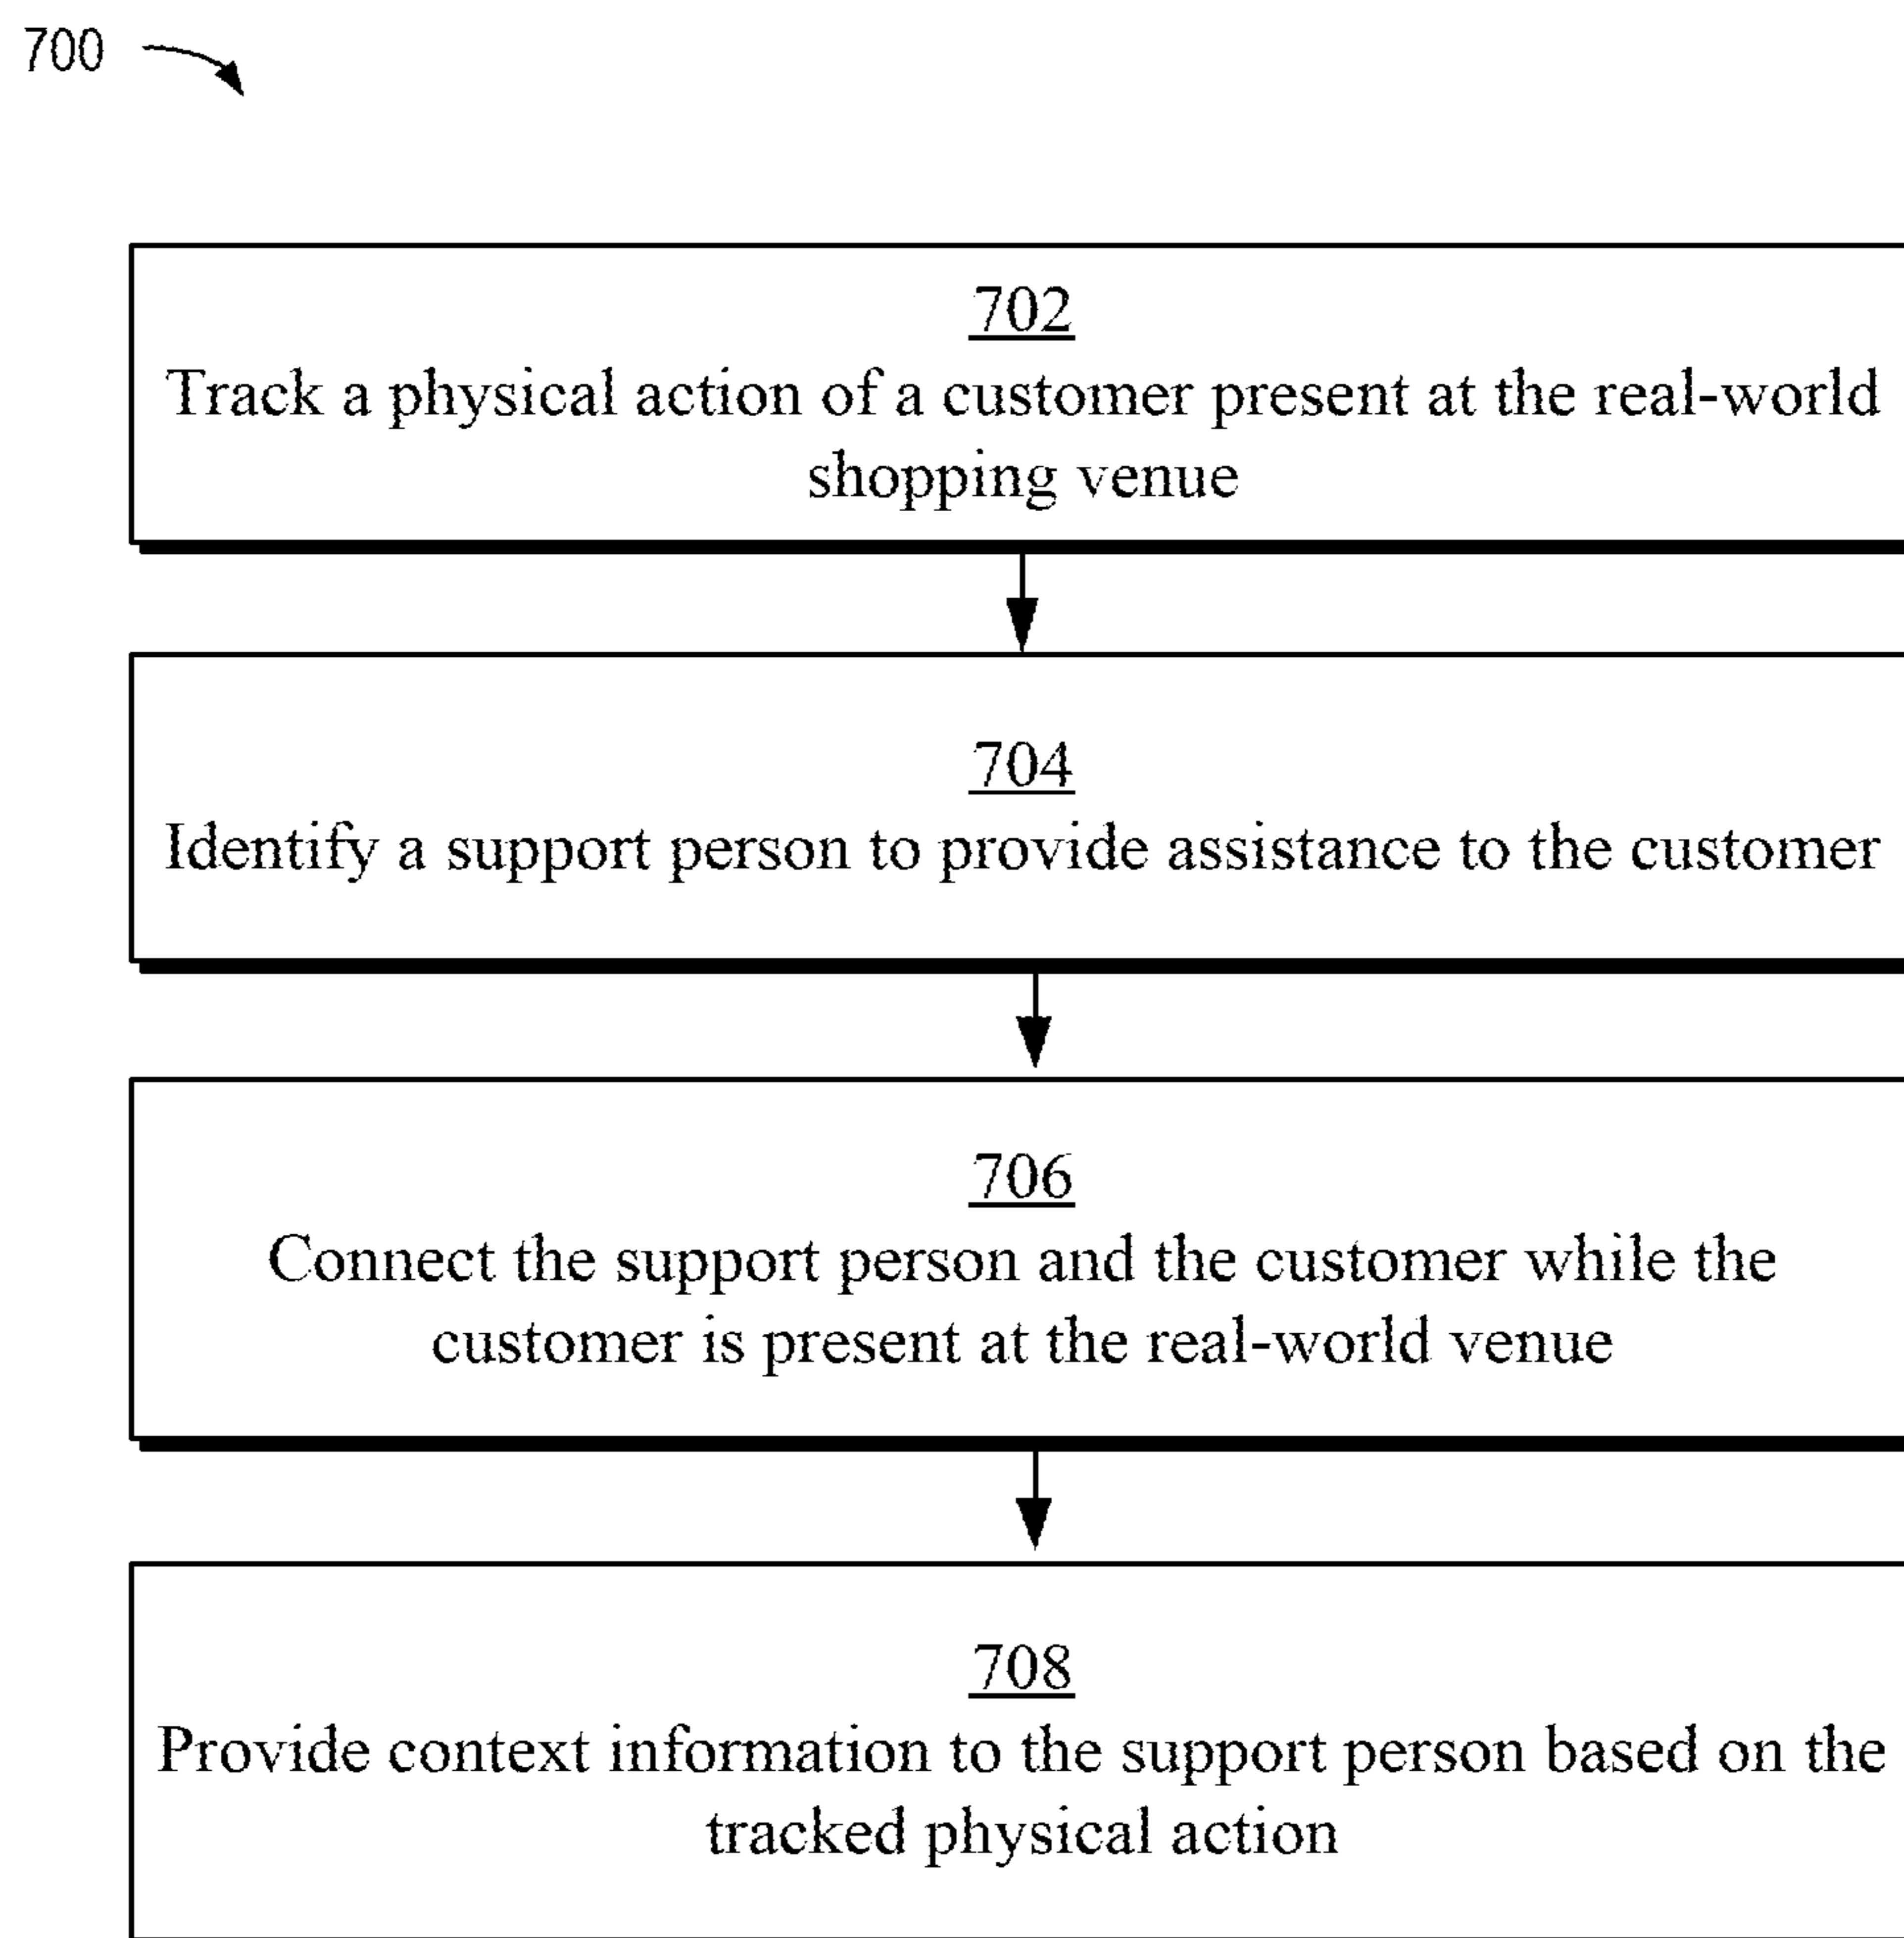 700
702
Track a physical action of a customer present at the real-world
shopping venue
704
Identify a support person to provide assistance to the customer
706
Connect the support person and the customer while the
customer is present at the real-world venue
708
Provide context information to the support person based on the
tracked physical action